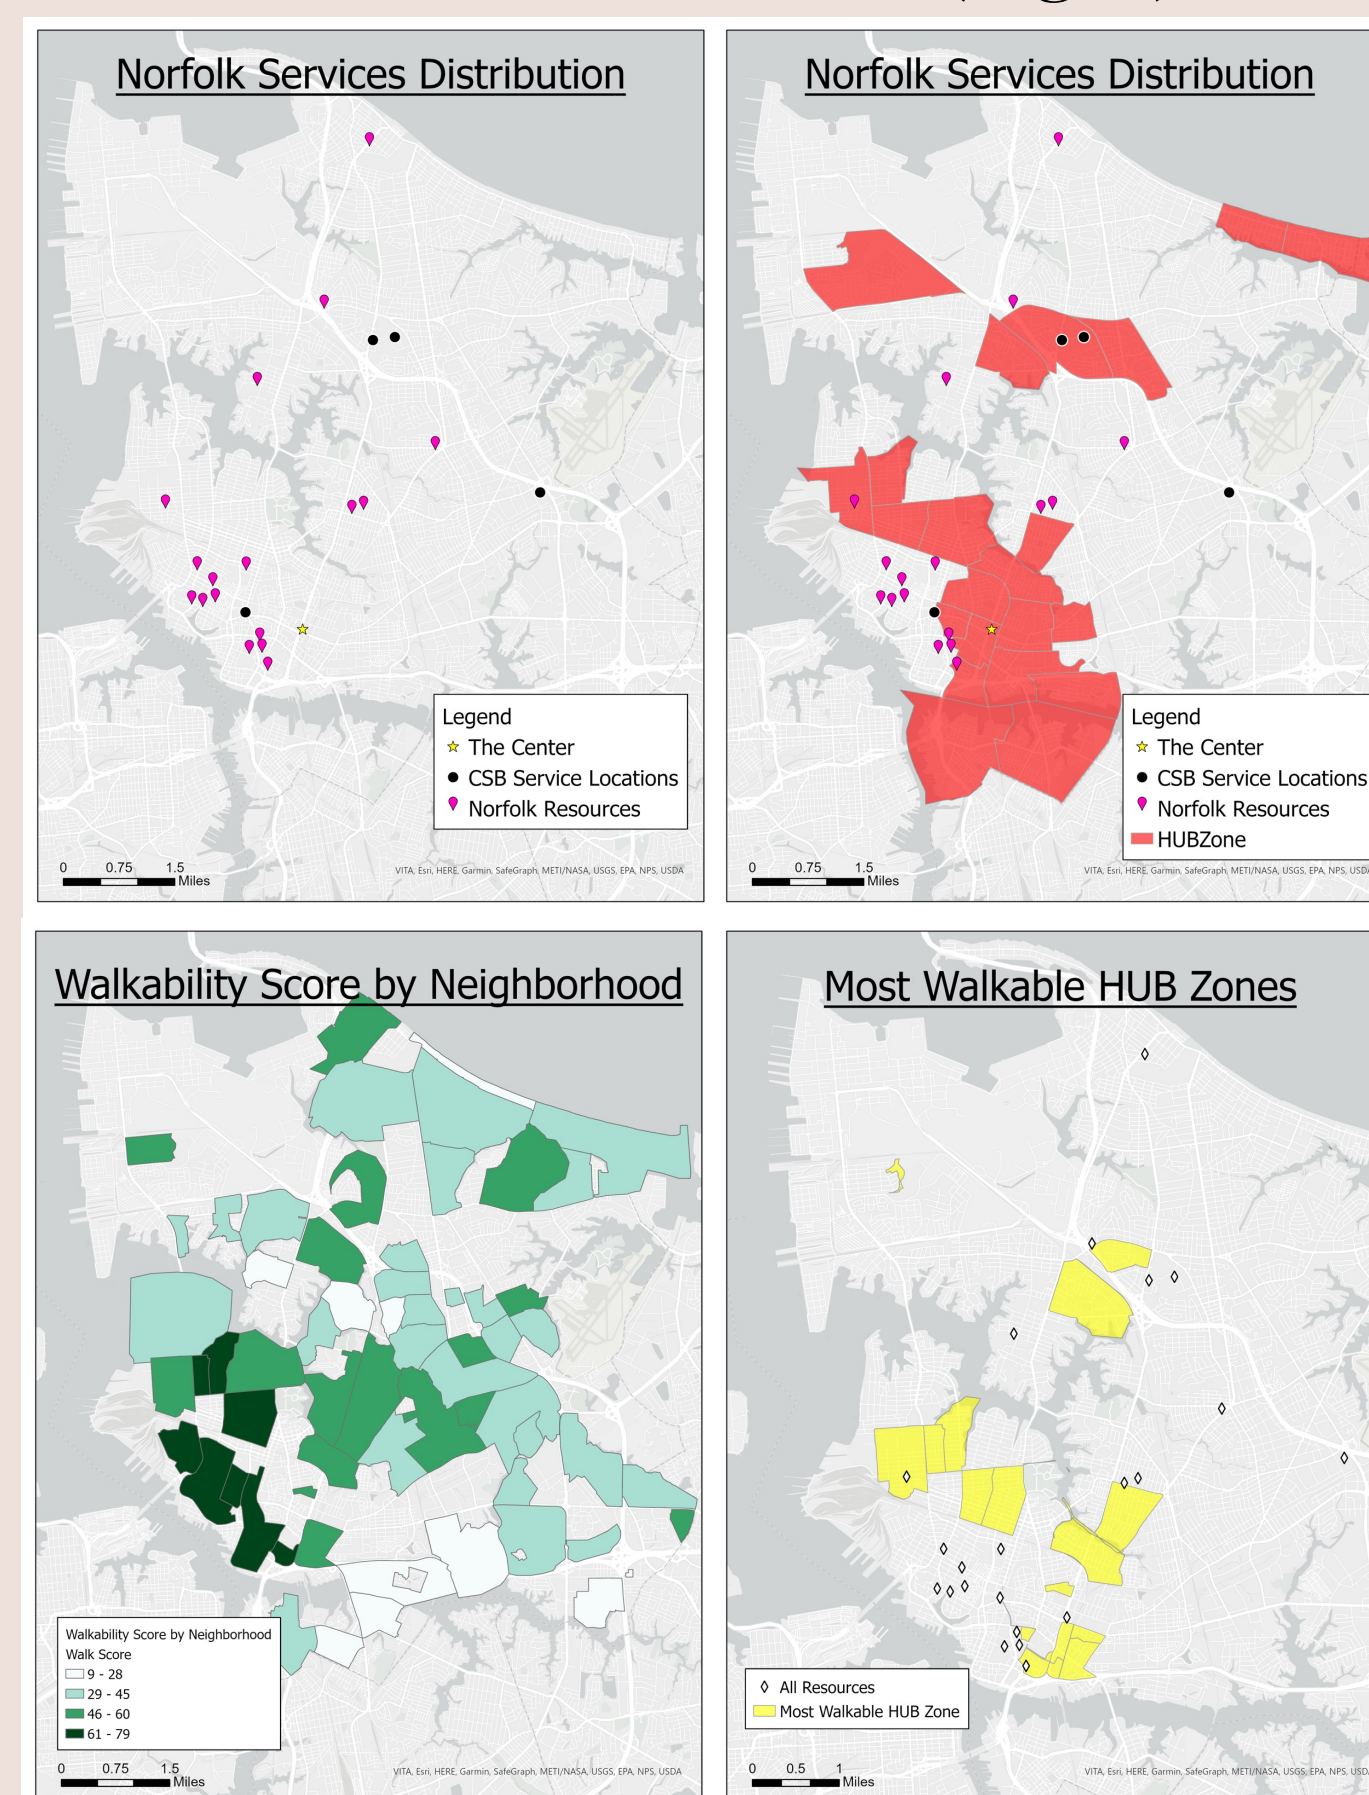 Norfolk Services Distribution
Legend
The Center
CSB Service Locations
Norfolk Resources
0 0.75 1.5
Miles
VITA, Esri, HERE, Garmin, SafeGraph, METI/NASA, USGS, EPA, NPS, USDA
Norfolk Services Distribution
Legend
The Center
CSB Service Locations
Norfolk Resources
HUBZone
0 0.75 1.5
Miles
VITA, Esri, HERE, Garmin, SafeGraph, METI/NASA, USGS, EPA, NPS,
Walkability Score by Neighborhood
Walkability Score by Neighborhood
Walk Score
9 - 28
29 - 45
46 - 60
61 - 79
0 0.75 1.5
Miles
VITA, Esri, HERE, Garmin, SafeGraph, METI/NASA, USGS, EPA, NPS, USDA
Most Walkable HUB Zones
All Resources
Most Walkable HUB Zone
0 0.5 1
Miles
VITA, Esri, HERE, Garmin, SafeGraph, METI/NASA, USGS, EPA, NPS,